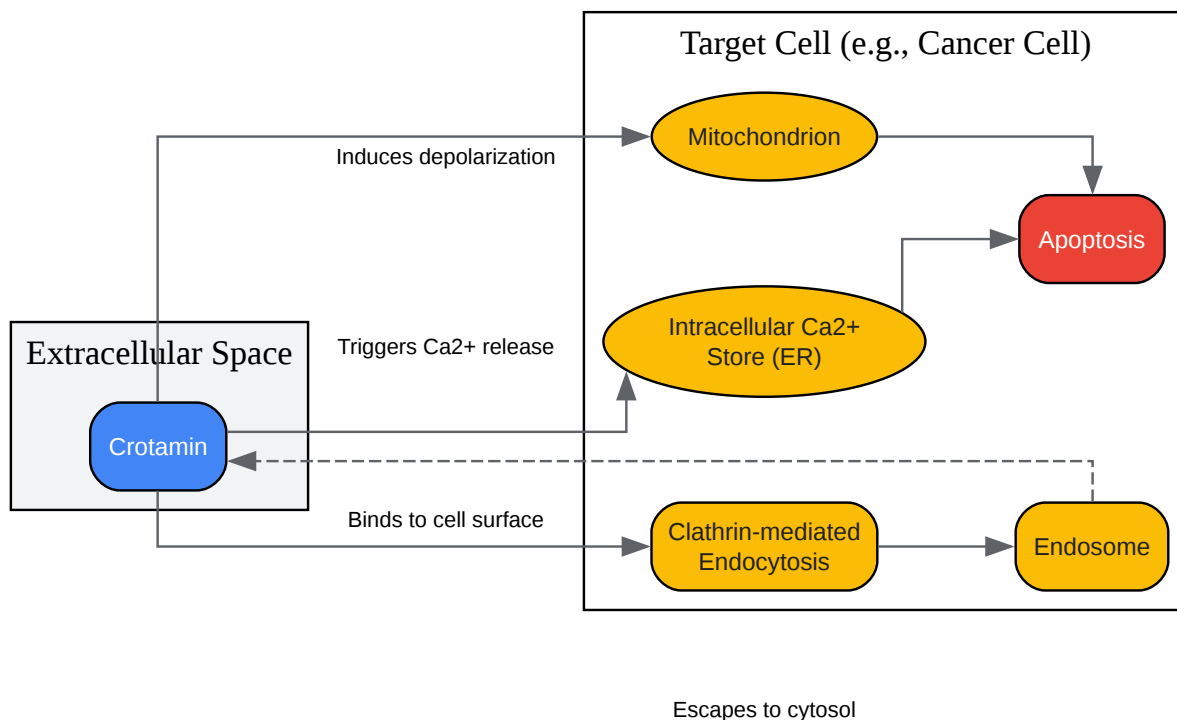 Target Cell (e.g., Cancer Cell)
Mitochondrion
Induces depolarization
Apoptosis
Intracellular Ca2+
Store (ER)
Triggers Ca2+ release
Extracellular Space
Crotamin
Binds to cell surface
Clathrin-mediated
Endocytosis
Endosome
Escapes to cytosol